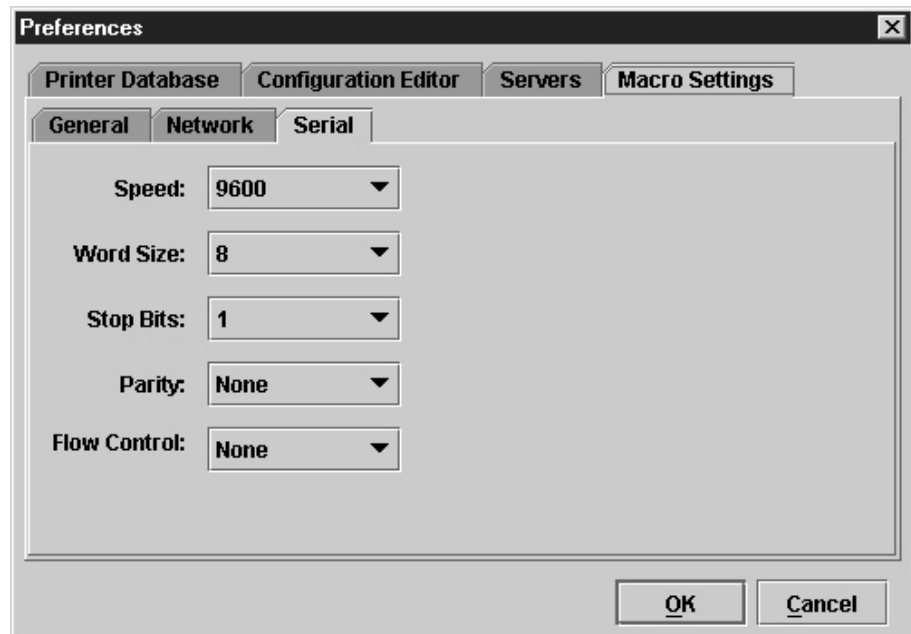 Preferences
Printer Database Configuration Editor Servers Macro Settings
General Network Serial
Speed: 9600
Word Size: 8
Stop Bits: 1
Parity: None
Flow Control: None
OK Cancel